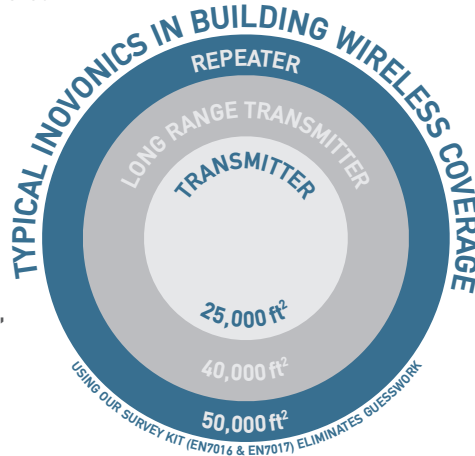 TYPICAL INOVONICS IN BUILDING WIRELESS COVERAGE
REPEATER
LONG RANGE TRANSMITTER
TRANSMITTER
25,000 ft²
40,000 ft²
50,000 ft²
USING OUR SURVEY KIT (EN7016 & EN7017) ELIMINATES GUESSWORK